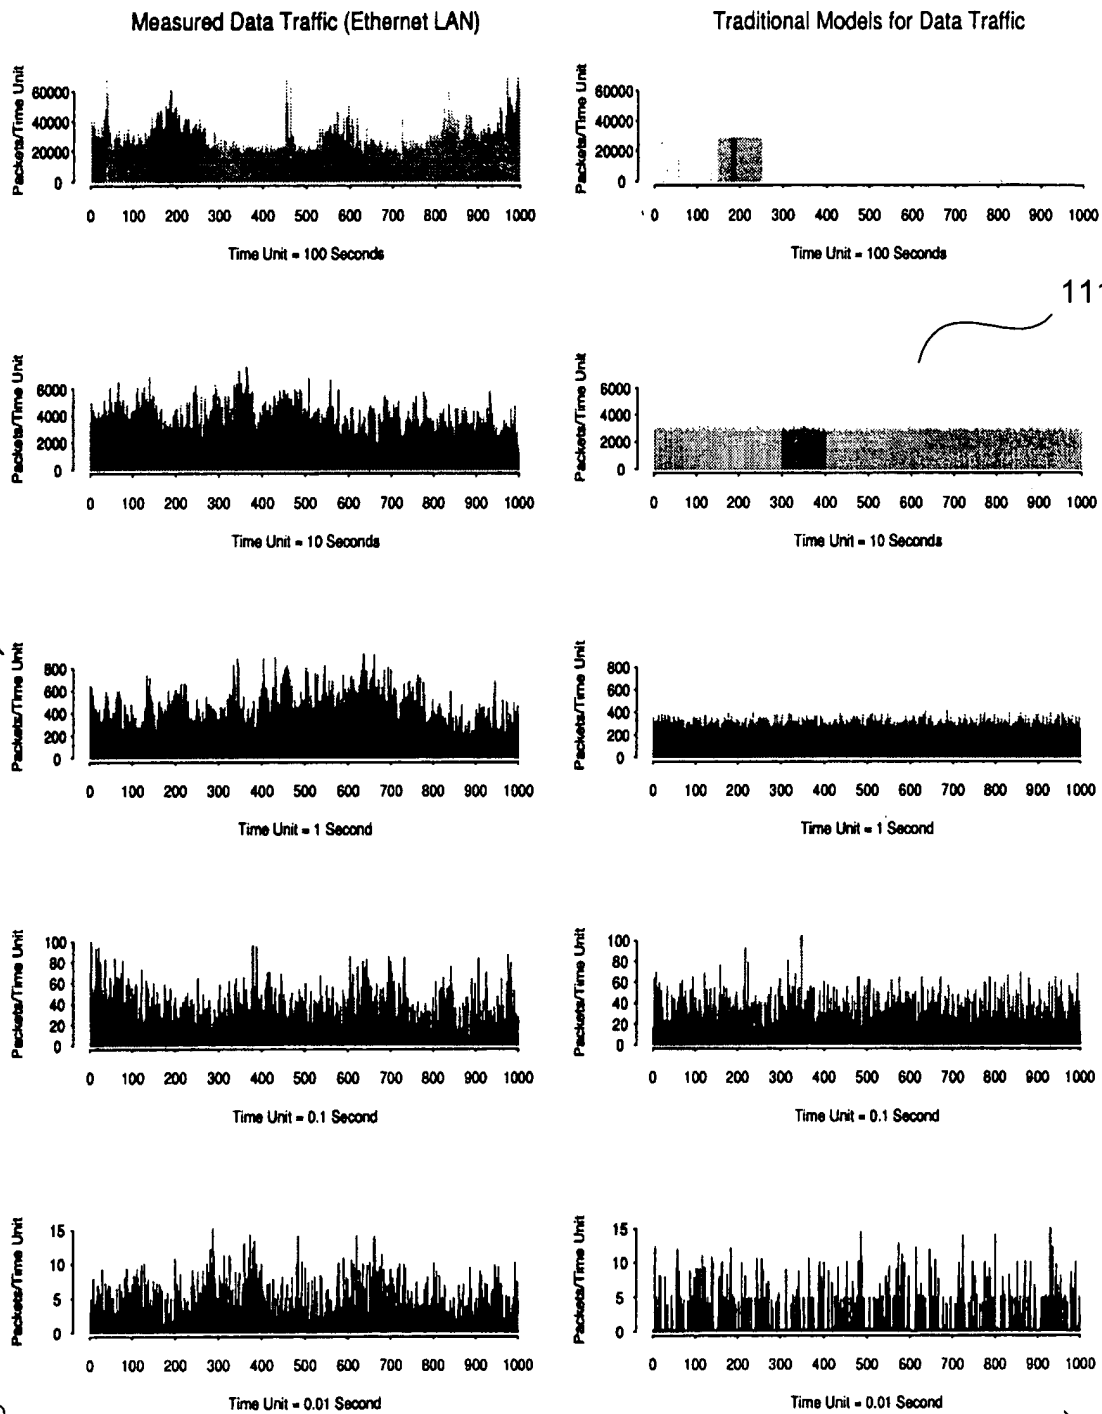 Measured Data Traffic (Ethernet LAN)
Traditional Models for Data Traffic
Packets/Time Unit
60000
40000
20000
0
0 100 200 300 400 500 600 700 800 900 1000
Time Unit = 100 Seconds
Packets/Time Unit
60000
40000
20000
0
0 100 200 300 400 500 600 700 800 900 1000
Time Unit = 100 Seconds
111
Packets/Time Unit
6000
4000
2000
0
0 100 200 300 400 500 600 700 800 900 1000
Time Unit = 10 Seconds
Packets/Time Unit
6000
4000
2000
0
0 100 200 300 400 500 600 700 800 900 1000
Time Unit = 10 Seconds
Packets/Time Unit
800
600
400
200
0
0 100 200 300 400 500 600 700 800 900 1000
Time Unit = 1 Second
Packets/Time Unit
800
600
400
200
0
0 100 200 300 400 500 600 700 800 900 1000
Time Unit = 1 Second
Packets/Time Unit
100
80
60
40
20
0
0 100 200 300 400 500 600 700 800 900 1000
Time Unit = 0.1 Second
Packets/Time Unit
100
80
60
40
20
0
0 100 200 300 400 500 600 700 800 900 1000
Time Unit = 0.1 Second
Packets/Time Unit
15
10
5
0
0 100 200 300 400 500 600 700 800 900 1000
Time Unit = 0.01 Second
Packets/Time Unit
15
10
5
0
0 100 200 300 400 500 600 700 800 900 1000
Time Unit = 0.01 Second